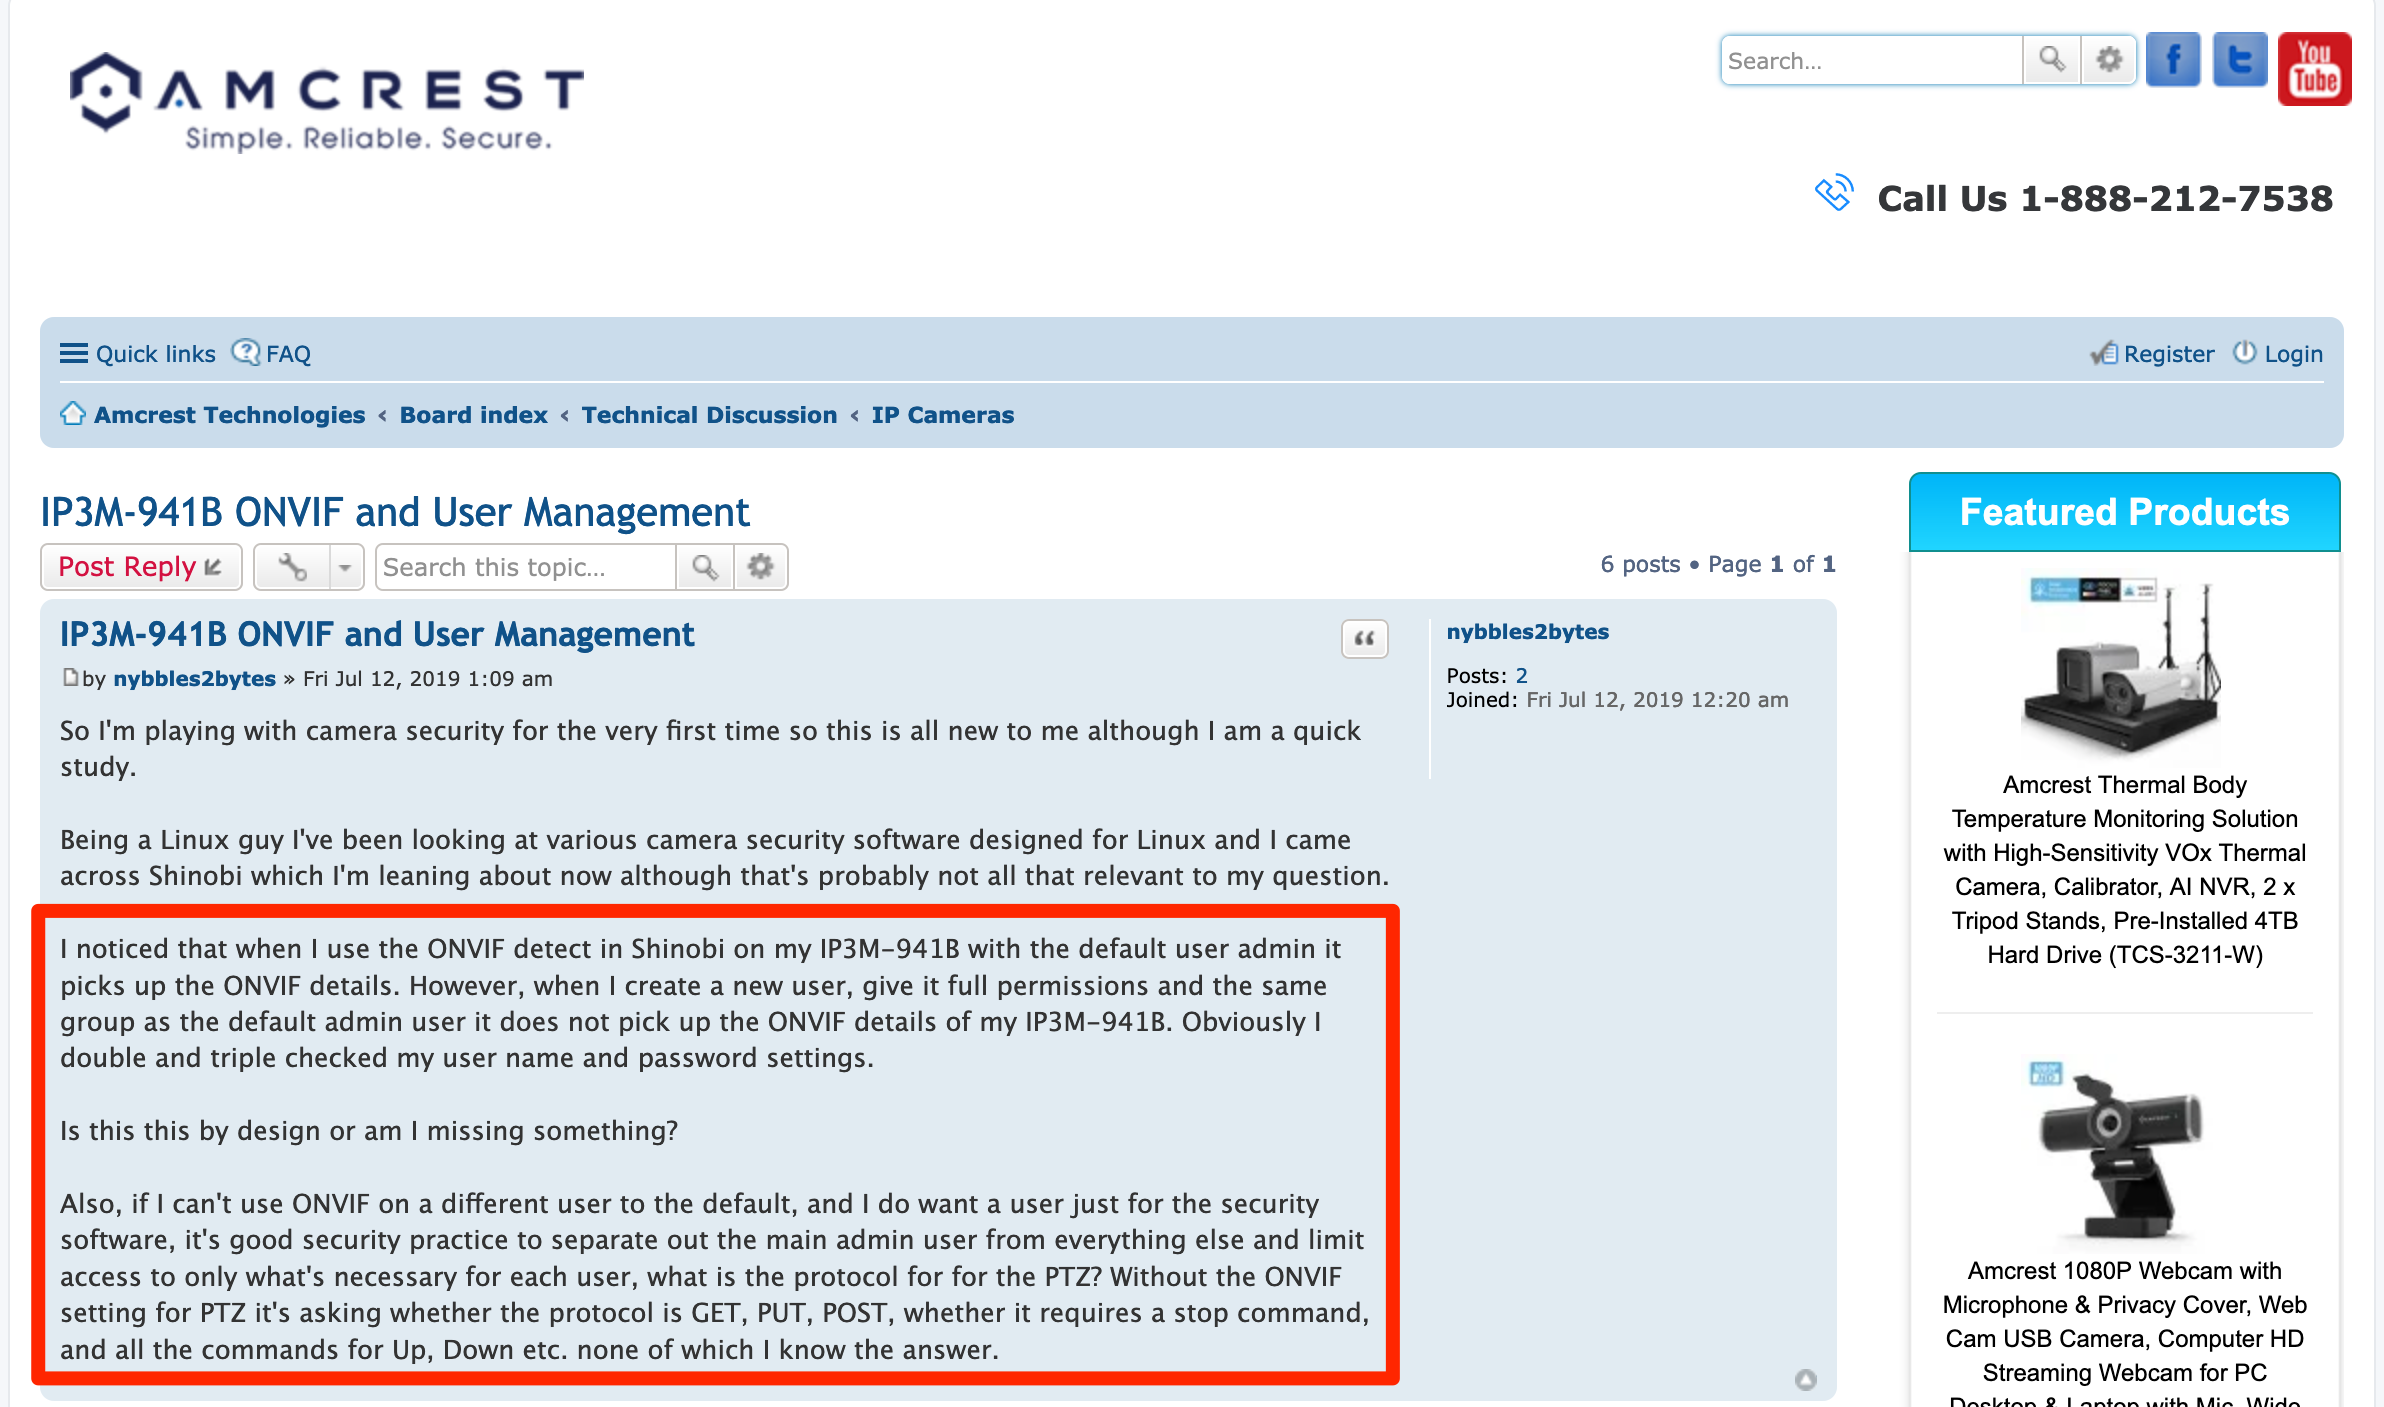 AMCREST
Simple. Reliable. Secure.
Search...
f
t
You
Tube
Call Us 1-888-212-7538
Quick links
FAQ
Register
Login
Amcrest Technologies ‹ Board index ‹ Technical Discussion ‹ IP Cameras
IP3M-941B ONVIF and User Management
Post Reply
Search this topic...
6 posts • Page 1 of 1
IP3M-941B ONVIF and User Management
by nybbles2bytes » Fri Jul 12, 2019 1:09 am
So I'm playing with camera security for the very first time so this is all new to me although I am a quick
study.
Being a Linux guy I've been looking at various camera security software designed for Linux and I came
across Shinobi which I'm leaning about now although that's probably not all that relevant to my question.
I noticed that when I use the ONVIF detect in Shinobi on my IP3M-941B with the default user admin it
picks up the ONVIF details. However, when I create a new user, give it full permissions and the same
group as the default admin user it does not pick up the ONVIF details of my IP3M-941B. Obviously I
double and triple checked my user name and password settings.
Is this this by design or am I missing something?
Also, if I can't use ONVIF on a different user to the default, and I do want a user just for the security
software, it's good security practice to separate out the main admin user from everything else and limit
access to only what's necessary for each user, what is the protocol for for the PTZ? Without the ONVIF
setting for PTZ it's asking whether the protocol is GET, PUT, POST, whether it requires a stop command,
and all the commands for Up, Down etc. none of which I know the answer.
nybbles2bytes
Posts: 2
Joined: Fri Jul 12, 2019 12:20 am
Featured Products
Amcrest Thermal Body
Temperature Monitoring Solution
with High-Sensitivity VOx Thermal
Camera, Calibrator, AI NVR, 2 x
Tripod Stands, Pre-Installed 4TB
Hard Drive (TCS-3211-W)
Amcrest 1080P Webcam with
Microphone & Privacy Cover, Web
Cam USB Camera, Computer HD
Streaming Webcam for PC
Desktop & Laptop with Mic, Wide